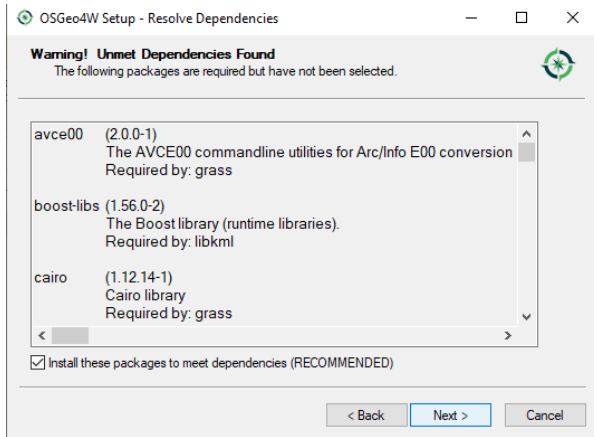 OSGeo4W Setup - Resolve Dependencies
Warning! Unmet Dependencies Found
The following packages are required but have not been selected.
avce00 (2.0.0-1)
The AVCE00 commandline utilities for Arc/Info E00 conversion
Required by: grass
boost-libs (1.56.0-2)
The Boost library (runtime libraries).
Required by: libkml
cairo (1.12.14-1)
Cairo library
Required by: grass
Install these packages to meet dependencies (RECOMMENDED)
< Back Next > Cancel